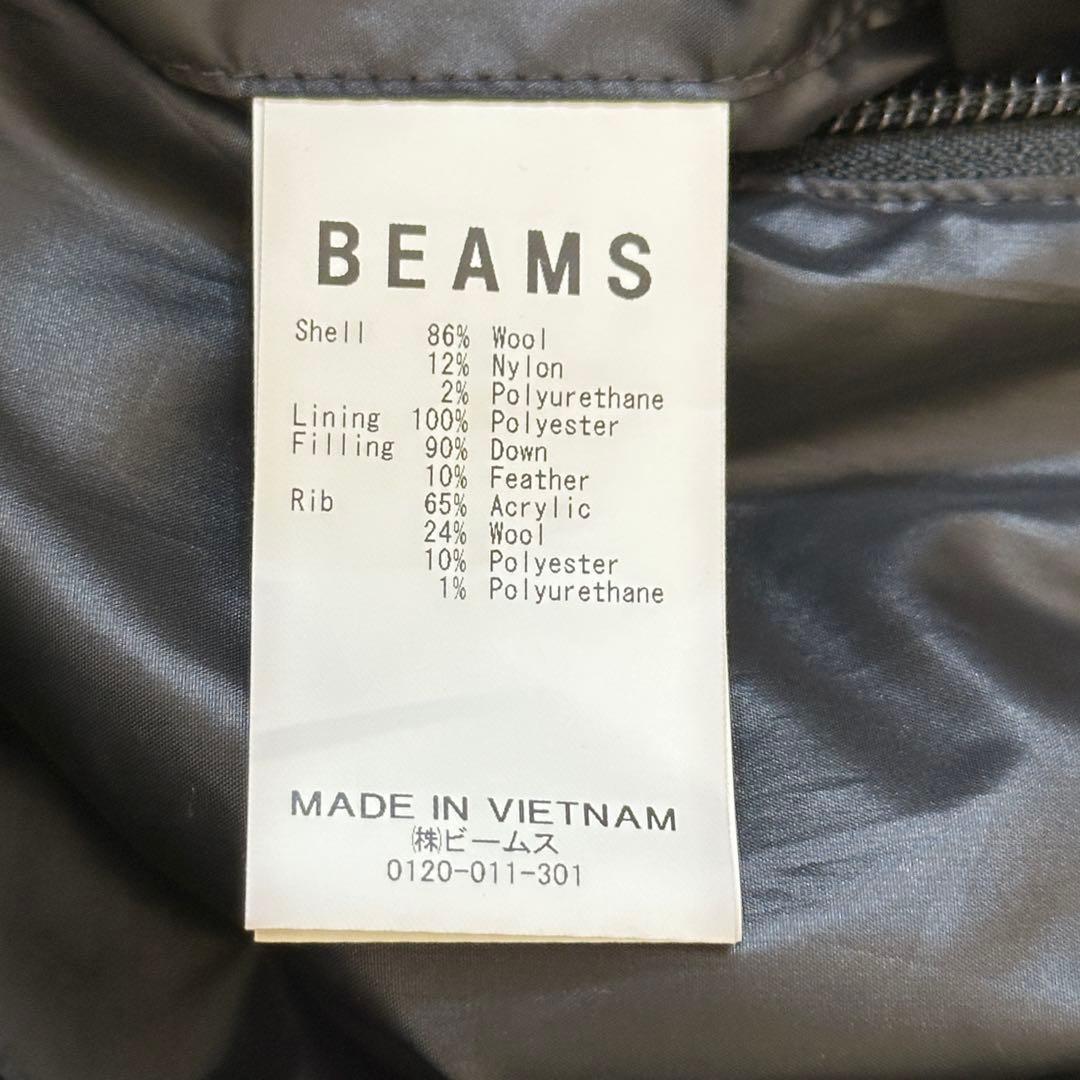 BEAMS
Shell 86% Wool
12% Nylon
2% Polyurethane
Lining 100% Polyester
Filling 90% Down
10% Feather
Rib 65% Acrylic
24% Wool
10% Polyester
1% Polyurethane
MADE IN VIETNAM
㈱ビームス
0120-011-301